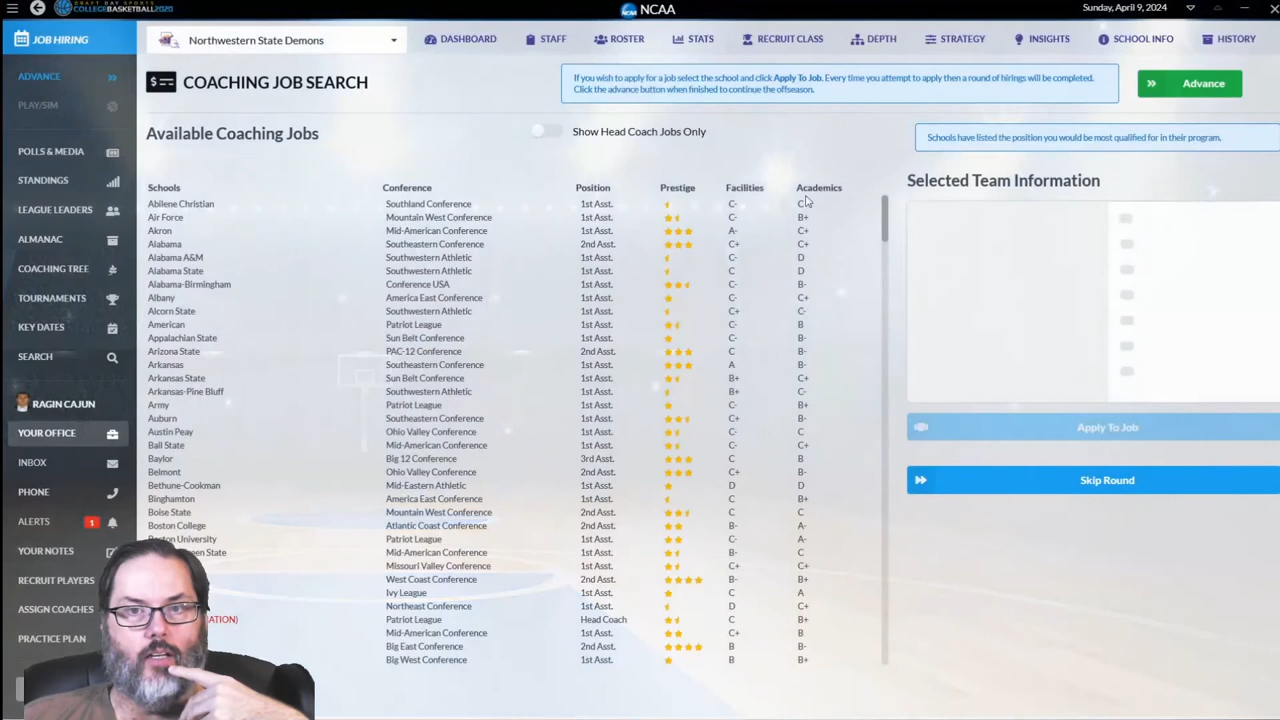 DRAFT DAY SPORTS
COLLEGE BASKETBALL 2020
NCAA
Sunday, April 9, 2024
JOB HIRING
Northwestern State Demons
DASHBOARD
STAFF
ROSTER
STATS
RECRUIT CLASS
DEPTH
STRATEGY
INSIGHTS
SCHOOL INFO
HISTORY
ADVANCE
PLAY/SIM
POLLS & MEDIA
STANDINGS
LEAGUE LEADERS
ALMANAC
COACHING TREE
TOURNAMENTS
KEY DATES
SEARCH
RAGIN CAJUN
YOUR OFFICE
INBOX
PHONE
ALERTS 1
YOUR NOTES
RECRUIT PLAYERS
ASSIGN COACHES
PRACTICE PLAN
COACHING JOB SEARCH
If you wish to apply for a job select the school and click Apply To Job. Every time you attempt to apply then a round of hirings will be completed.
Click the advance button when finished to continue the offseason.
Advance
Available Coaching Jobs
Show Head Coach Jobs Only
Schools have listed the position you would be most qualified for in their program.
Schools Conference Position Prestige Facilities Academics
Abilene Christian Southland Conference 1st Asst. C-
Air Force Mountain West Conference 1st Asst. C- B+
Akron Mid-American Conference 1st Asst. A- C+
Alabama Southeastern Conference 2nd Asst. C+ C+
Alabama A&M Southwestern Athletic 1st Asst. C- D
Alabama State Southwestern Athletic 1st Asst. C D
Alabama-Birmingham Conference USA 1st Asst. C- B-
Albany America East Conference 1st Asst. C- C+
Alcorn State Southwestern Athletic 1st Asst. C+ C-
American Patriot League 1st Asst. C- B
Appalachian State Sun Belt Conference 1st Asst. C- B-
Arizona State PAC-12 Conference 2nd Asst. C B-
Arkansas Southeastern Conference 1st Asst. A B-
Arkansas State Sun Belt Conference 1st Asst. B+ C+
Arkansas-Pine Bluff Southwestern Athletic 1st Asst. B+ C-
Army Patriot League 1st Asst. C- B+
Auburn Southeastern Conference 1st Asst. C+ B-
Austin Peay Ohio Valley Conference 1st Asst. C- C
Ball State Mid-American Conference 1st Asst. C- C+
Baylor Big 12 Conference 3rd Asst. C B
Belmont Ohio Valley Conference 2nd Asst. C+ B-
Bethune-Cookman Mid-Eastern Athletic 1st Asst. D D
Binghamton America East Conference 1st Asst. C B+
Boise State Mountain West Conference 2nd Asst. C C
Boston College Atlantic Coast Conference 2nd Asst. B- A-
Boston University Patriot League 1st Asst. C- A-
een State Mid-American Conference 1st Asst. B- C
Missouri Valley Conference 1st Asst. C+ C+
West Coast Conference 2nd Asst. B- B+
Ivy League 1st Asst. C A
Northeast Conference 1st Asst. D C+
ATION) Patriot League Head Coach C B+
Mid-American Conference 1st Asst. C+ B
Big East Conference 2nd Asst. B B-
Big West Conference 1st Asst. B B+
Selected Team Information
Apply To Job
Skip Round